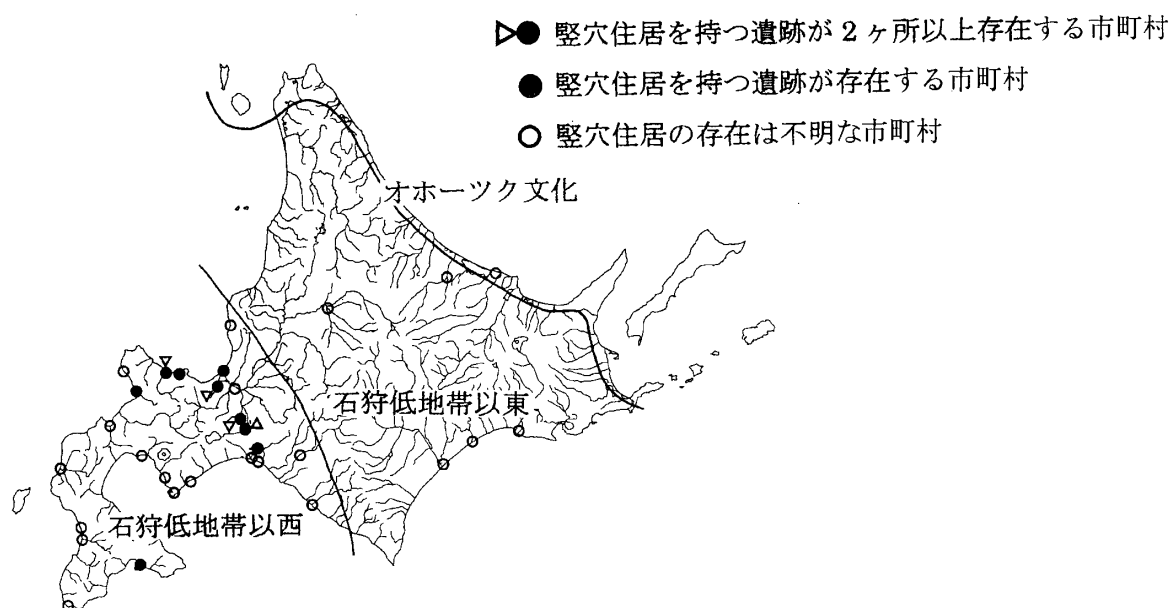 竪穴住居を持つ遺跡が2ヶ所以上存在する市町村
竪穴住居を持つ遺跡が存在する市町村
竪穴住居の存在は不明な市町村
オホーツク文化
石狩低地帯以東
石狩低地帯以西